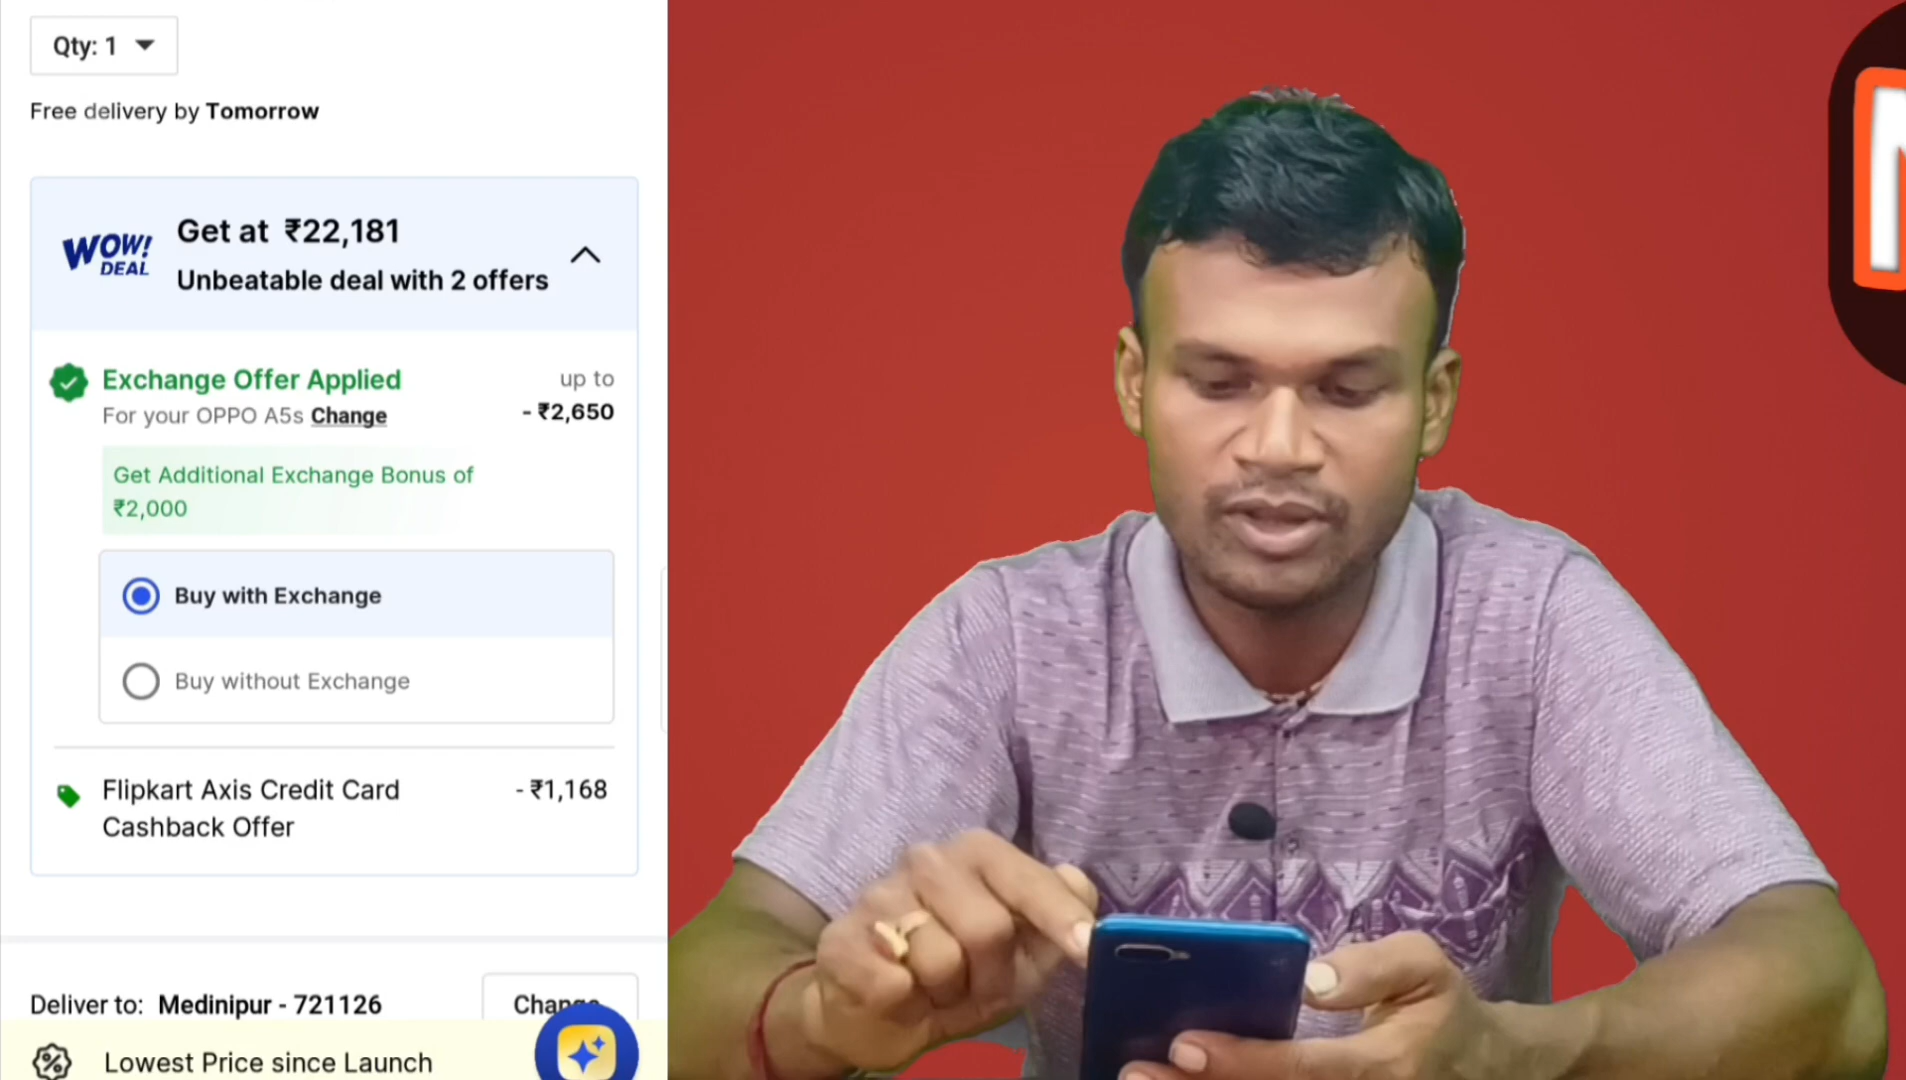 Qty: 1
Free delivery by Tomorrow
WOW!
DEAL
Get at ₹22,181
Unbeatable deal with 2 offers
Exchange Offer Applied
up to
For your OPPO A5s Change
- ₹2,650
Get Additional Exchange Bonus of
₹2,000
Buy with Exchange
Buy without Exchange
Flipkart Axis Credit Card
- ₹1,168
Cashback Offer
Deliver to: Medinipur - 721126
Change
Lowest Price since Launch